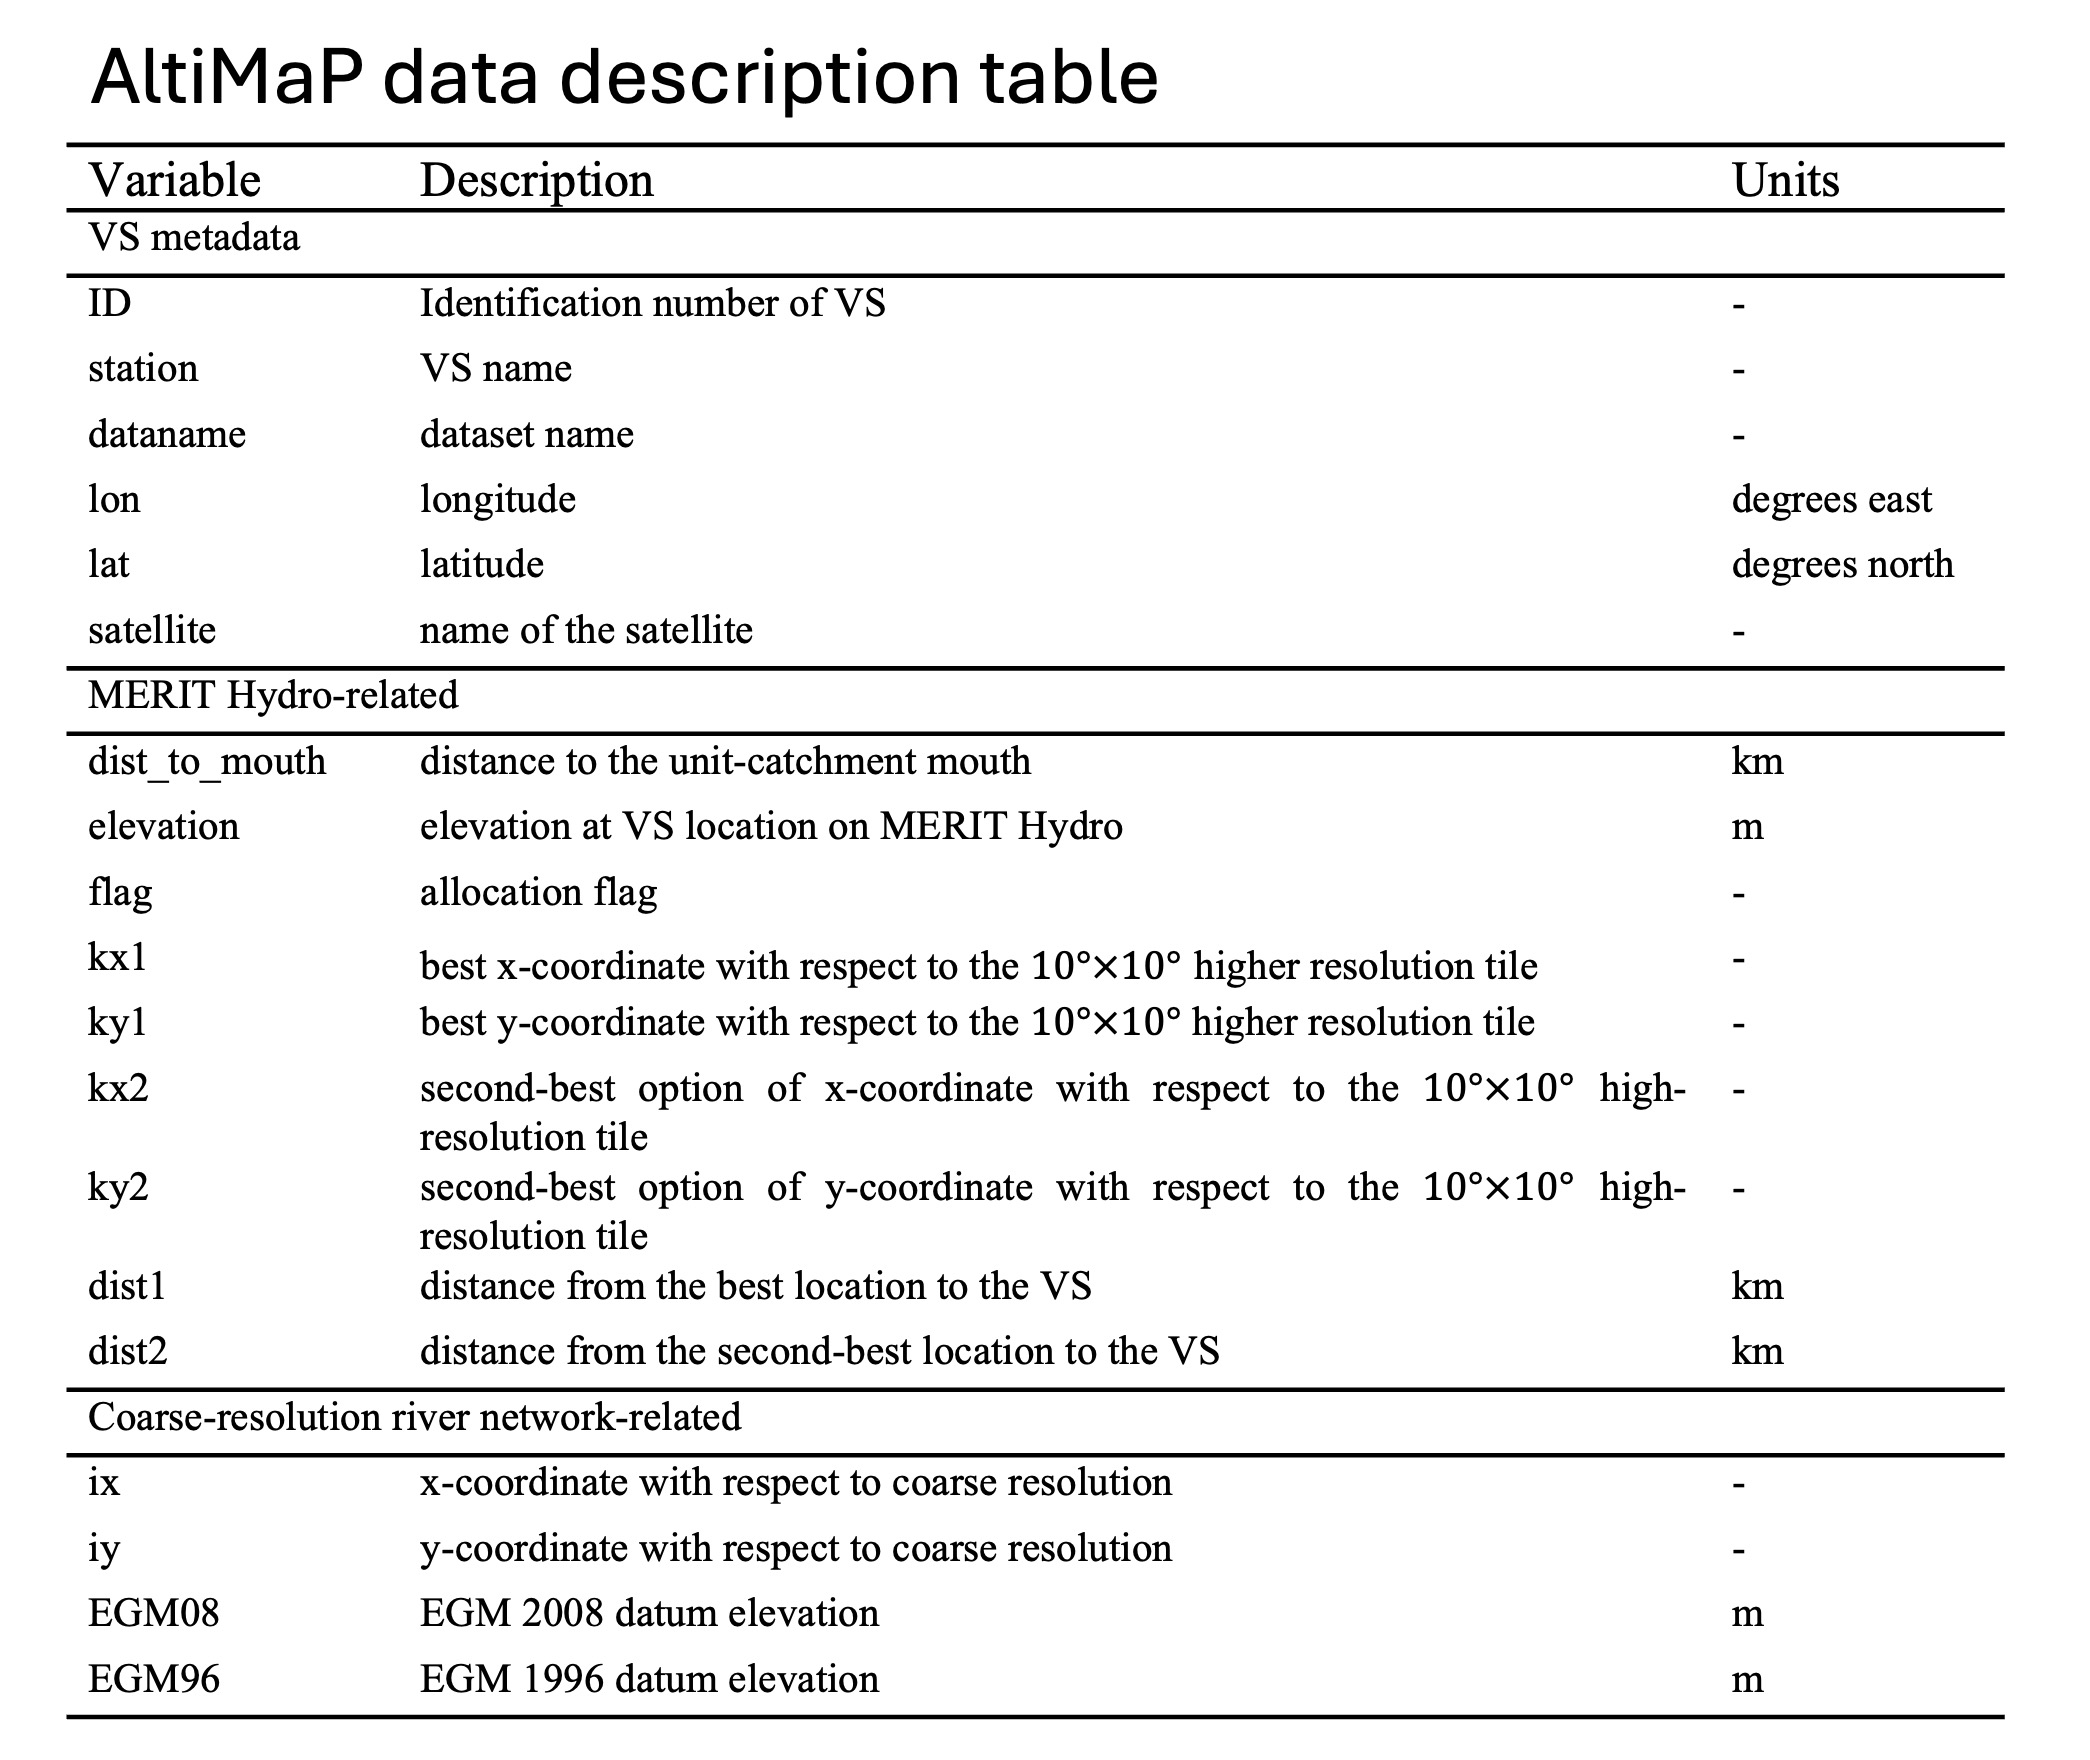 AltiMaP data description table
Variable Description Units
VS metadata
ID Identification number of VS -
station VS name -
dataname dataset name -
lon longitude degrees east
lat latitude degrees north
satellite name of the satellite -
MERIT Hydro-related
dist_to_mouth distance to the unit-catchment mouth km
elevation elevation at VS location on MERIT Hydro m
flag allocation flag -
kx1 best x-coordinate with respect to the 10°×10° higher resolution tile -
ky1 best y-coordinate with respect to the 10°×10° higher resolution tile -
kx2 second-best option of x-coordinate with respect to the 10°×10° high- -
resolution tile
ky2 second-best option of y-coordinate with respect to the 10°×10° high- -
resolution tile
dist1 distance from the best location to the VS km
dist2 distance from the second-best location to the VS km
Coarse-resolution river network-related
ix x-coordinate with respect to coarse resolution -
iy y-coordinate with respect to coarse resolution -
EGM08 EGM 2008 datum elevation m
EGM96 EGM 1996 datum elevation m